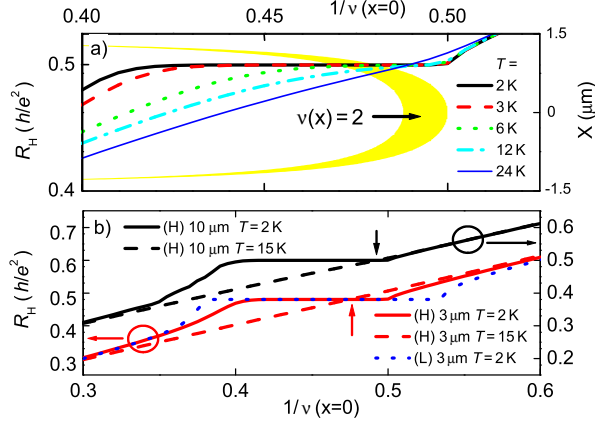 1/ν (x=0)
0.40 0.45 0.50
a)
0.5
0.4
R_H (h/e²)
T =
2 K
3 K
6 K
12 K
24 K
ν(x) = 2
1.5
0
-1.5
X (μm)
b)
(H) 10 μm T = 2 K
(H) 10 μm T = 15 K
0.7
0.6
0.5
0.4
0.3
R_H (h/e²)
0.6
0.5
0.4
0.3
0.2
(H) 3 μm T = 2 K
(H) 3 μm T = 15 K
(L) 3 μm T = 2 K
0.3 0.4 0.5 0.6
1/ν (x=0)